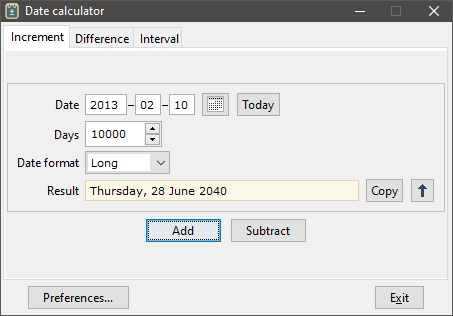 Date calculator
Increment Difference Interval
Date 2013 – 02 – 10 Today
Days 10000
Date format Long
Result Thursday, 28 June 2040 Copy
Add Subtract
Preferences... Exit